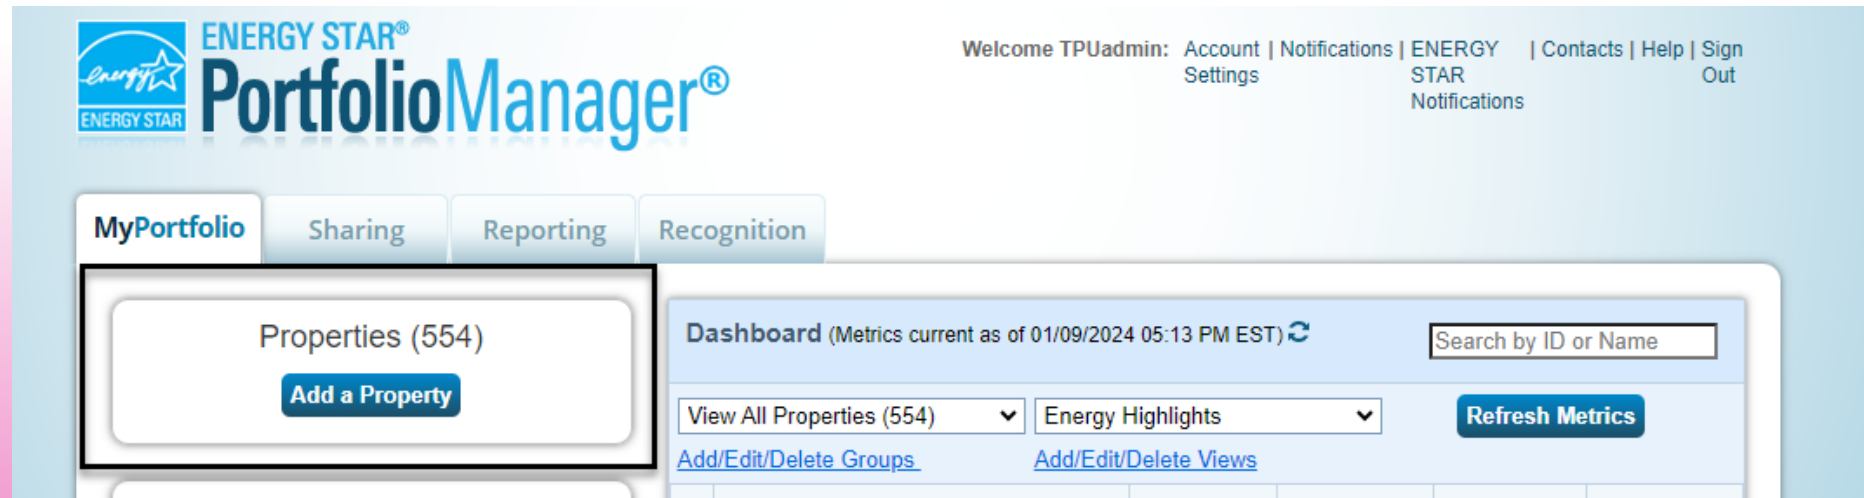 ENERGY STAR®
PortfolioManager®
energy
ENERGY STAR
Welcome TPUadmin: Account Settings | Notifications | ENERGY STAR Notifications | Contacts | Help | Sign Out
MyPortfolio
Sharing
Reporting
Recognition
Properties (554)
Add a Property
Dashboard (Metrics current as of 01/09/2024 05:13 PM EST)
Search by ID or Name
View All Properties (554)
Energy Highlights
Refresh Metrics
Add/Edit/Delete Groups
Add/Edit/Delete Views